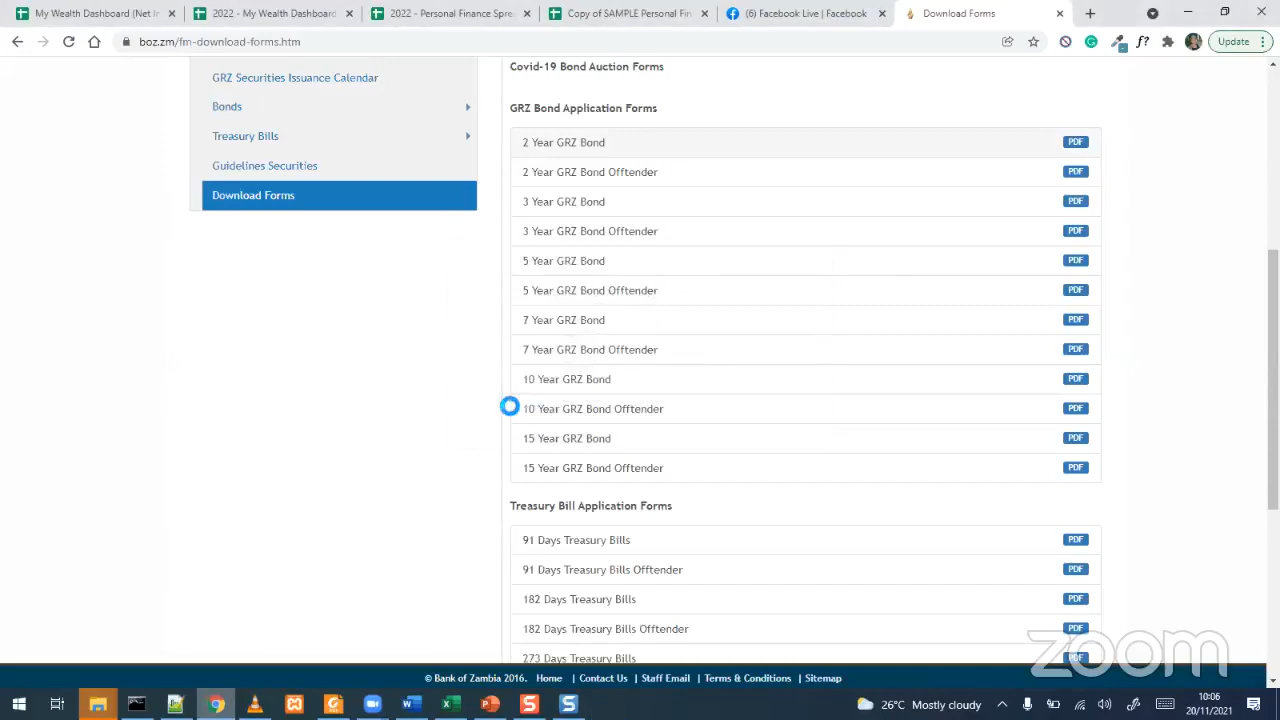 My Wealth Dashboard (Net In
2022 - My Wealth Dashboard
2022 - Personal Finance Spre
Copy of SAMPLE Personal Fin
(6) Facebook Live | Facebook
Download Forms
boz.zm/fm-download-forms.htm
f?
Update
GRZ Securities Issuance Calendar
Bonds
Treasury Bills
Guidelines Securities
Download Forms
Covid-19 Bond Auction Forms
GRZ Bond Application Forms
2 Year GRZ Bond PDF
2 Year GRZ Bond Offtender PDF
3 Year GRZ Bond PDF
3 Year GRZ Bond Offtender PDF
5 Year GRZ Bond PDF
5 Year GRZ Bond Offtender PDF
7 Year GRZ Bond PDF
7 Year GRZ Bond Offtender PDF
10 Year GRZ Bond PDF
10 Year GRZ Bond Offtender PDF
15 Year GRZ Bond PDF
15 Year GRZ Bond Offtender PDF
Treasury Bill Application Forms
91 Days Treasury Bills PDF
91 Days Treasury Bills Offtender PDF
182 Days Treasury Bills PDF
182 Days Treasury Bills Offtender PDF
273 Days Treasury Bills PDF
zoom
© Bank of Zambia 2016. Home | Contact Us | Staff Email | Terms & Conditions | Sitemap
26°C Mostly cloudy
10:06
20/11/2021